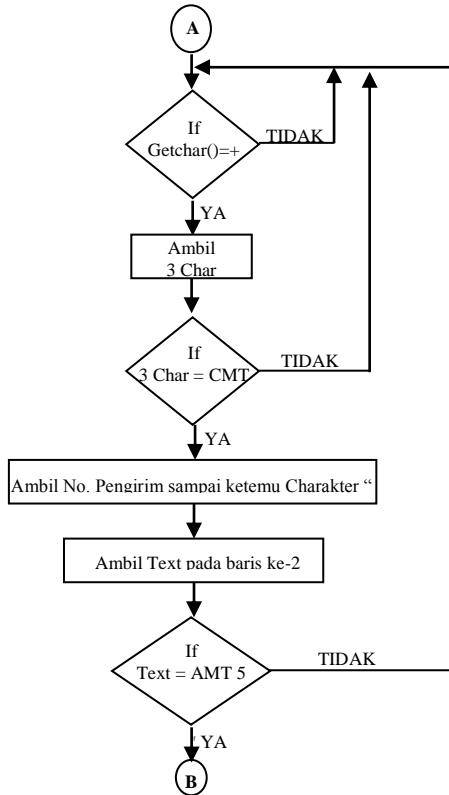 A
If
Getchar()=+
TIDAK
YA
Ambil
3 Char
If
3 Char = CMT
TIDAK
YA
Ambil No. Pengirim sampai ketemu Charakter “
Ambil Text pada baris ke-2
If
Text = AMT 5
TIDAK
YA
B